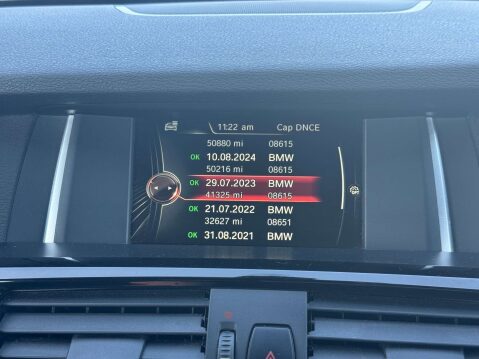 11:22 am Cap DNCE
50880 mi 08615
OK 10.08.2024 BMW
50216 mi 08615
OK 29.07.2023 BMW
41325 mi 08615
OK 21.07.2022 BMW
32627 mi 08651
OK 31.08.2021 BMW